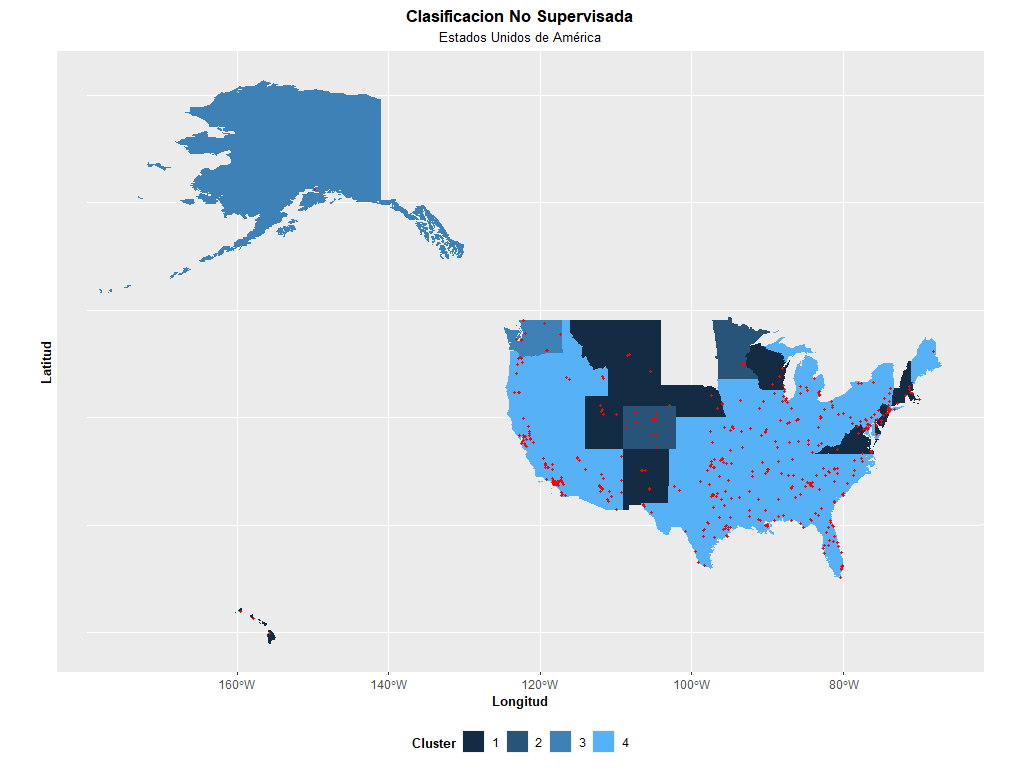 Clasificacion No Supervisada
Estados Unidos de América
Latitud
160°W 140°W 120°W 100°W 80°W
Longitud
Cluster 1 2 3 4